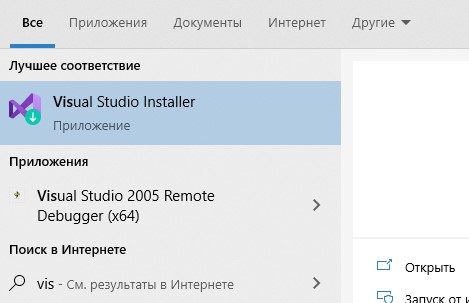 Все Приложения Документы Интернет Другие
Лучшее соответствие
Visual Studio Installer
Приложение
Приложения
Visual Studio 2005 Remote
Debugger (x64)
Поиск в Интернете
vis - См. результаты в Интернете
Открыть
Запуск от